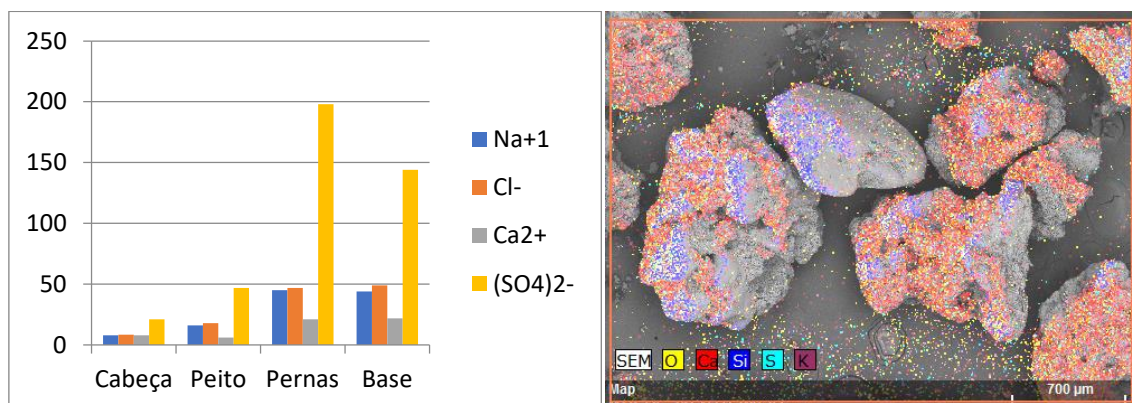 250
200
150
100
50
0
Cabeça Peito Pernas Base
Na+1
Cl-
Ca2+
(SO4)2-
SEM O Ca Si S K
Map 700 µm